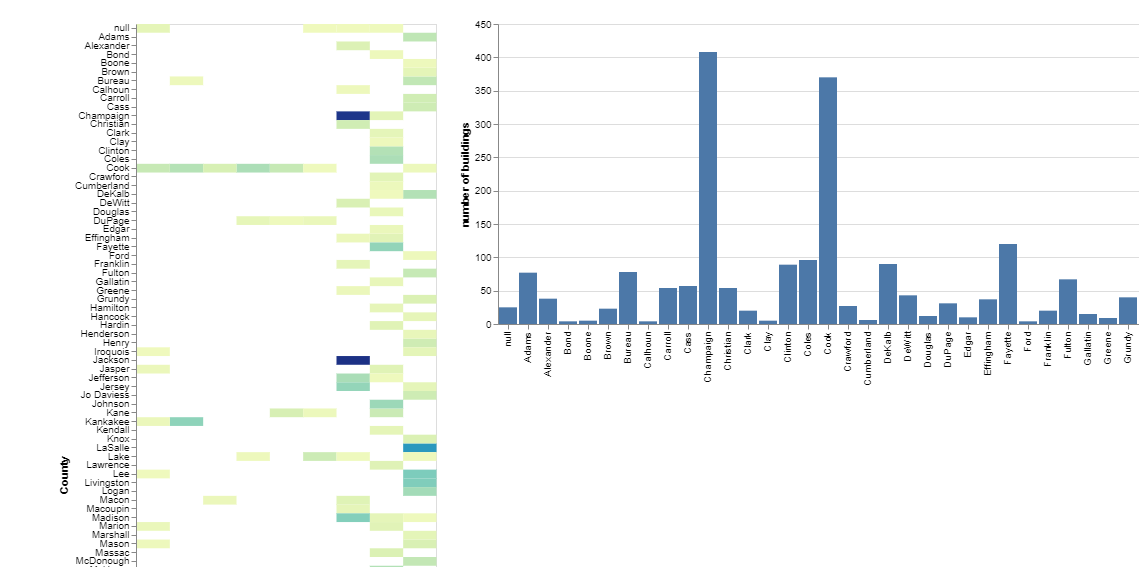 null
Adams
Alexander
Bond
Boone
Brown
Bureau
Calhoun
Carroll
Cass
Champaign
Christian
Clark
Clay
Clinton
Coles
Cook
Crawford
Cumberland
DeKalb
DeWitt
Douglas
DuPage
Edgar
Effingham
Fayette
Ford
Franklin
Fulton
Gallatin
Greene
Grundy
Hamilton
Hancock
Hardin
Henderson
Henry
Iroquois
Jackson
Jasper
Jefferson
Jersey
Jo Daviess
Johnson
Kane
Kankakee
Kendall
Knox
LaSalle
Lake
Lawrence
Lee
Livingston
Logan
Macon
Macoupin
Madison
Marion
Marshall
Mason
Massac
McDonough
County
450
400
350
300
250
200
150
100
50
0
number of buildings
null
Adams
Alexander
Bond
Boone
Brown
Bureau
Calhoun
Carroll
Cass
Champaign
Christian
Clark
Clay
Clinton
Coles
Cook
Crawford
Cumberland
DeKalb
DeWitt
Douglas
DuPage
Edgar
Effingham
Fayette
Ford
Franklin
Fulton
Gallatin
Greene
Grundy